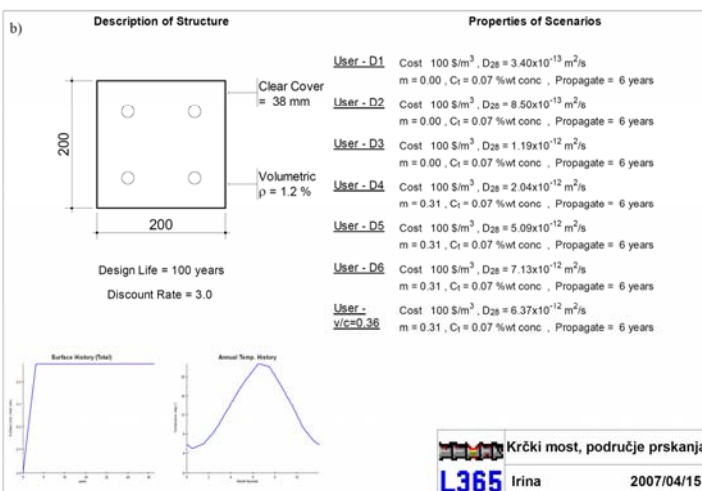 b)
Description of Structure
Clear Cover
= 38 mm
200
Volumetric
ρ = 1.2 %
200
Design Life = 100 years
Discount Rate = 3.0
Properties of Scenarios
User - D1 Cost 100 $/m³ , D28 = 3.40x10⁻¹³ m²/s
m = 0.00 , Ct = 0.07 %wt conc , Propagate = 6 years
User - D2 Cost 100 $/m³ , D28 = 8.50x10⁻¹³ m²/s
m = 0.00 , Ct = 0.07 %wt conc , Propagate = 6 years
User - D3 Cost 100 $/m³ , D28 = 1.19x10⁻¹² m²/s
m = 0.00 , Ct = 0.07 %wt conc , Propagate = 6 years
User - D4 Cost 100 $/m³ , D28 = 2.04x10⁻¹² m²/s
m = 0.31 , Ct = 0.07 %wt conc , Propagate = 6 years
User - D5 Cost 100 $/m³ , D28 = 5.09x10⁻¹² m²/s
m = 0.31 , Ct = 0.07 %wt conc , Propagate = 6 years
User - D6 Cost 100 $/m³ , D28 = 7.13x10⁻¹² m²/s
m = 0.31 , Ct = 0.07 %wt conc , Propagate = 6 years
User - v/c=0.36 Cost 100 $/m³ , D28 = 6.37x10⁻¹² m²/s
m = 0.31 , Ct = 0.07 %wt conc , Propagate = 6 years
Surface History (Total)
Annual Temp. History
Krčki most, područje prskanja
L365 Irina 2007/04/15